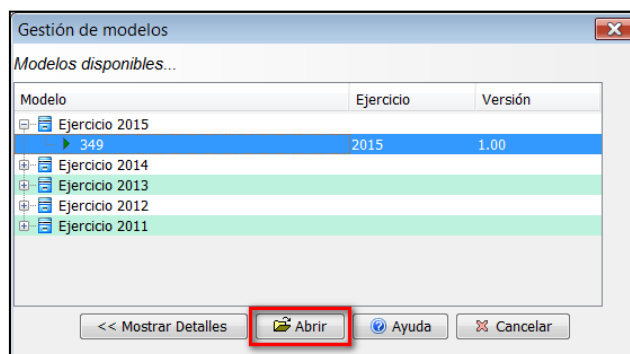 Gestión de modelos
Modelos disponibles...
Modelo Ejercicio Versión
Ejercicio 2015
349 2015 1.00
Ejercicio 2014
Ejercicio 2013
Ejercicio 2012
Ejercicio 2011
<< Mostrar Detalles Abrir Ayuda Cancelar